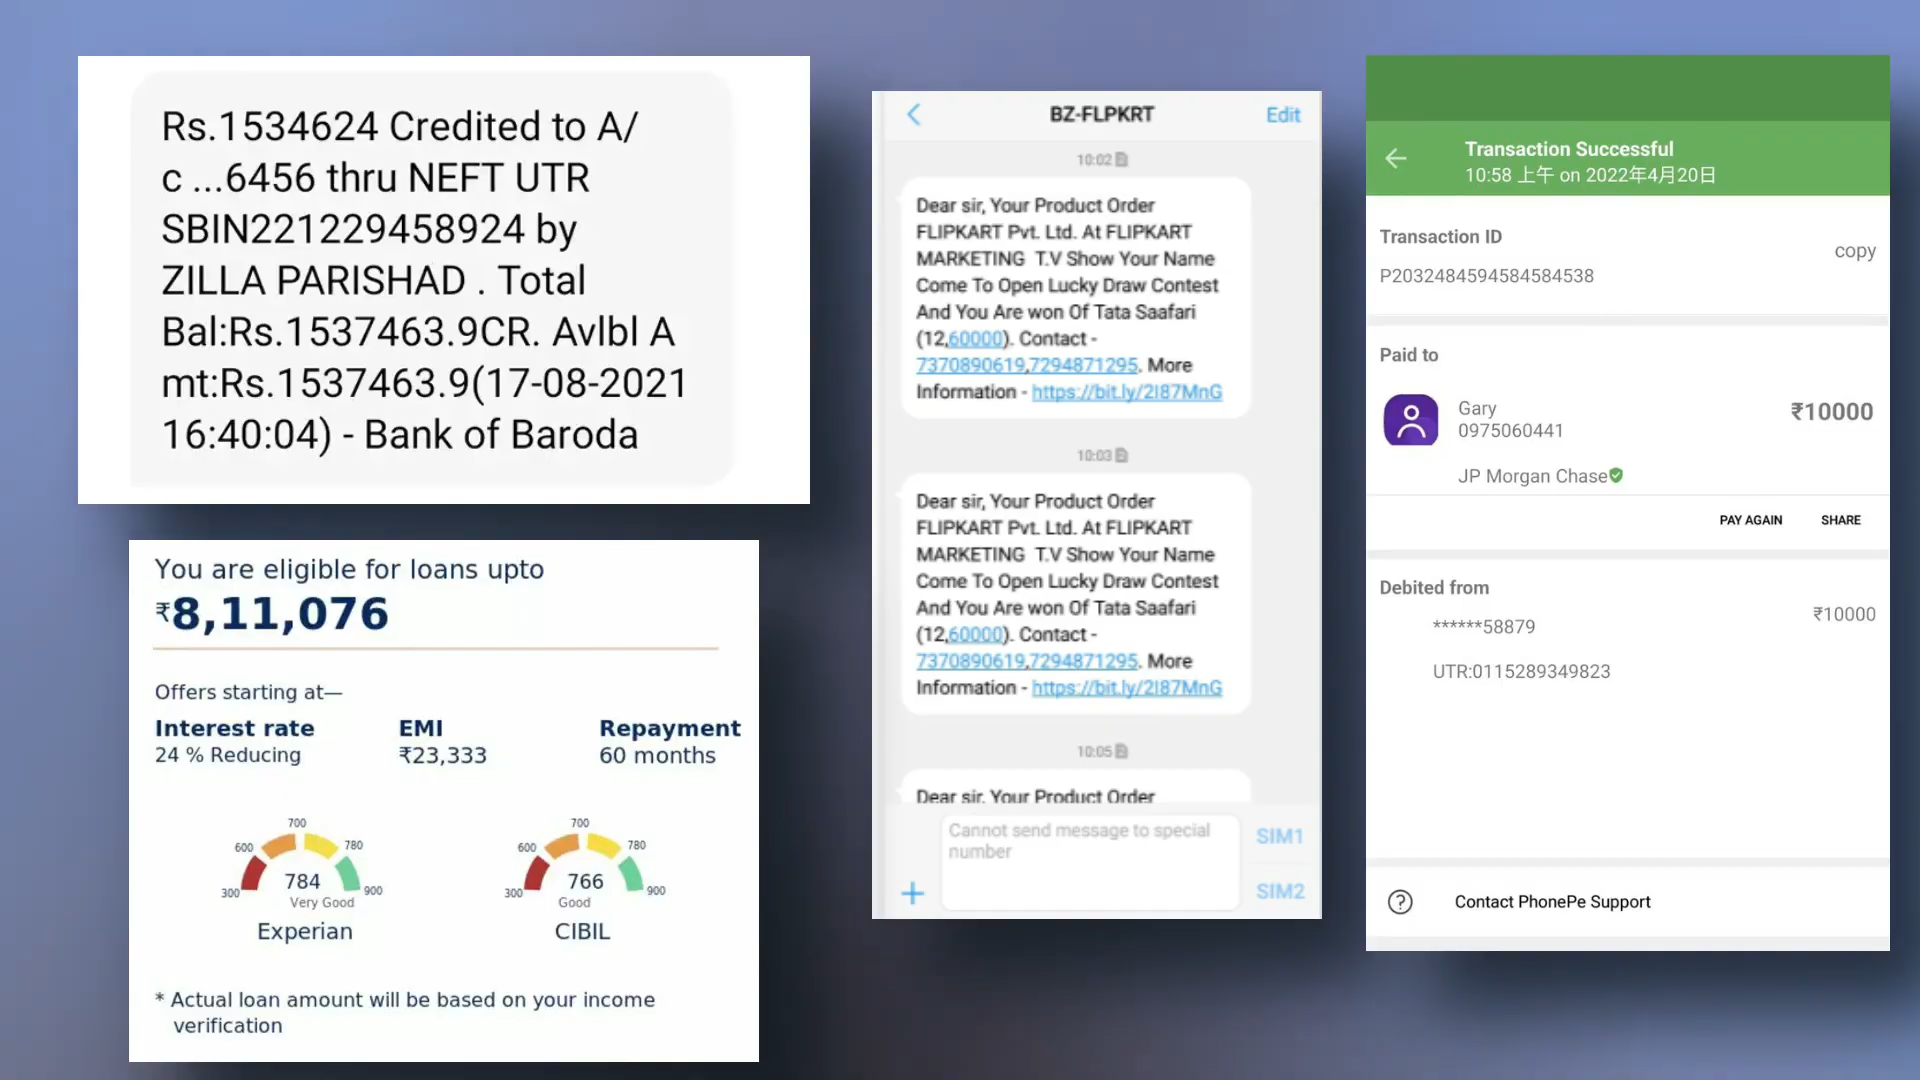 Rs.1534624 Credited to A/
c ...6456 thru NEFT UTR
SBIN221229458924 by
ZILLA PARISHAD . Total
Bal:Rs.1537463.9CR. Avlbl A
mt:Rs.1537463.9(17-08-2021
16:40:04) - Bank of Baroda
You are eligible for loans upto
₹8,11,076
Offers starting at—
Interest rate EMI Repayment
24 % Reducing ₹23,333 60 months
700
600 780
784
300 900
Very Good
Experian
700
600 780
766
300 900
Good
CIBIL
* Actual loan amount will be based on your income
verification
BZ-FLPKRT Edit
10:02
Dear sir, Your Product Order
FLIPKART Pvt. Ltd. At FLIPKART
MARKETING T.V Show Your Name
Come To Open Lucky Draw Contest
And You Are won Of Tata Saafari
(12,60000). Contact -
7370890619,7294871295. More
Information - https://bit.ly/2I87MnG
10:03
Dear sir, Your Product Order
FLIPKART Pvt. Ltd. At FLIPKART
MARKETING T.V Show Your Name
Come To Open Lucky Draw Contest
And You Are won Of Tata Saafari
(12,60000). Contact -
7370890619,7294871295. More
Information - https://bit.ly/2I87MnG
10:05
Dear sir, Your Product Order
Cannot send message to special
number
SIM1
SIM2
Transaction Successful
10:58 上午 on 2022年4月20日
Transaction ID
copy
P2032484594584584538
Paid to
Gary
₹10000
0975060441
JP Morgan Chase
PAY AGAIN SHARE
Debited from
******58879 ₹10000
UTR:0115289349823
Contact PhonePe Support